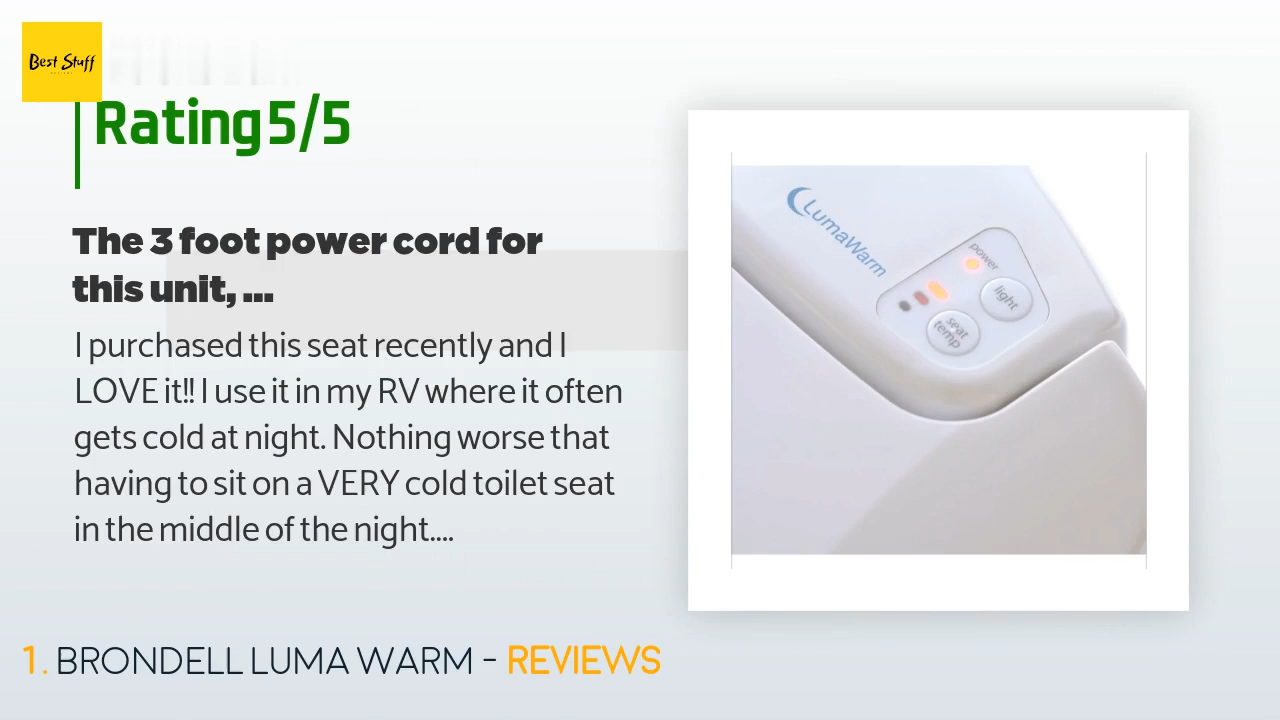 Best Stuff
Rating 5/5
The 3 foot power cord for
this unit, ...
I purchased this seat recently and I
LOVE it!! I use it in my RV where it often
gets cold at night. Nothing worse that
having to sit on a VERY cold toilet seat
in the middle of the night....
LumaWarm
power
light
seat
temp
1. BRONDELL LUMA WARM - REVIEWS